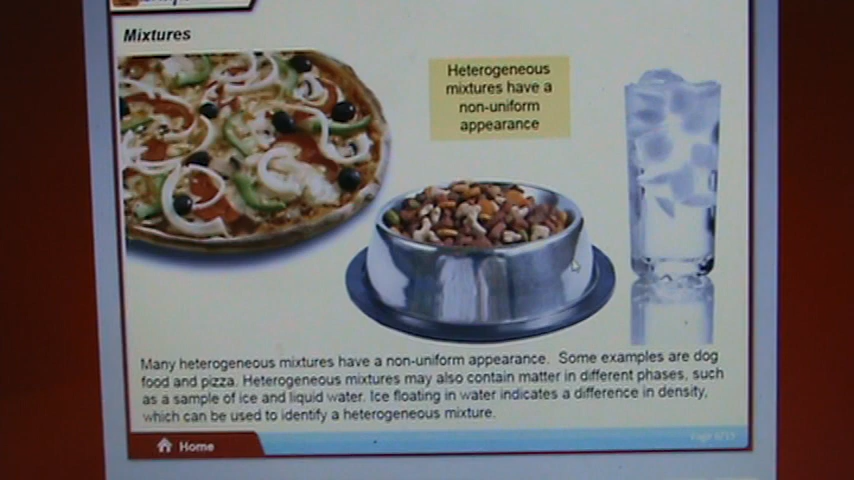 Mixtures
Heterogeneous
mixtures have a
non-uniform
appearance
Many heterogeneous mixtures have a non-uniform appearance. Some examples are dog
food and pizza. Heterogeneous mixtures may also contain matter in different phases, such
as a sample of ice and liquid water. Ice floating in water indicates a difference in density,
which can be used to identify a heterogeneous mixture.
Home
Page